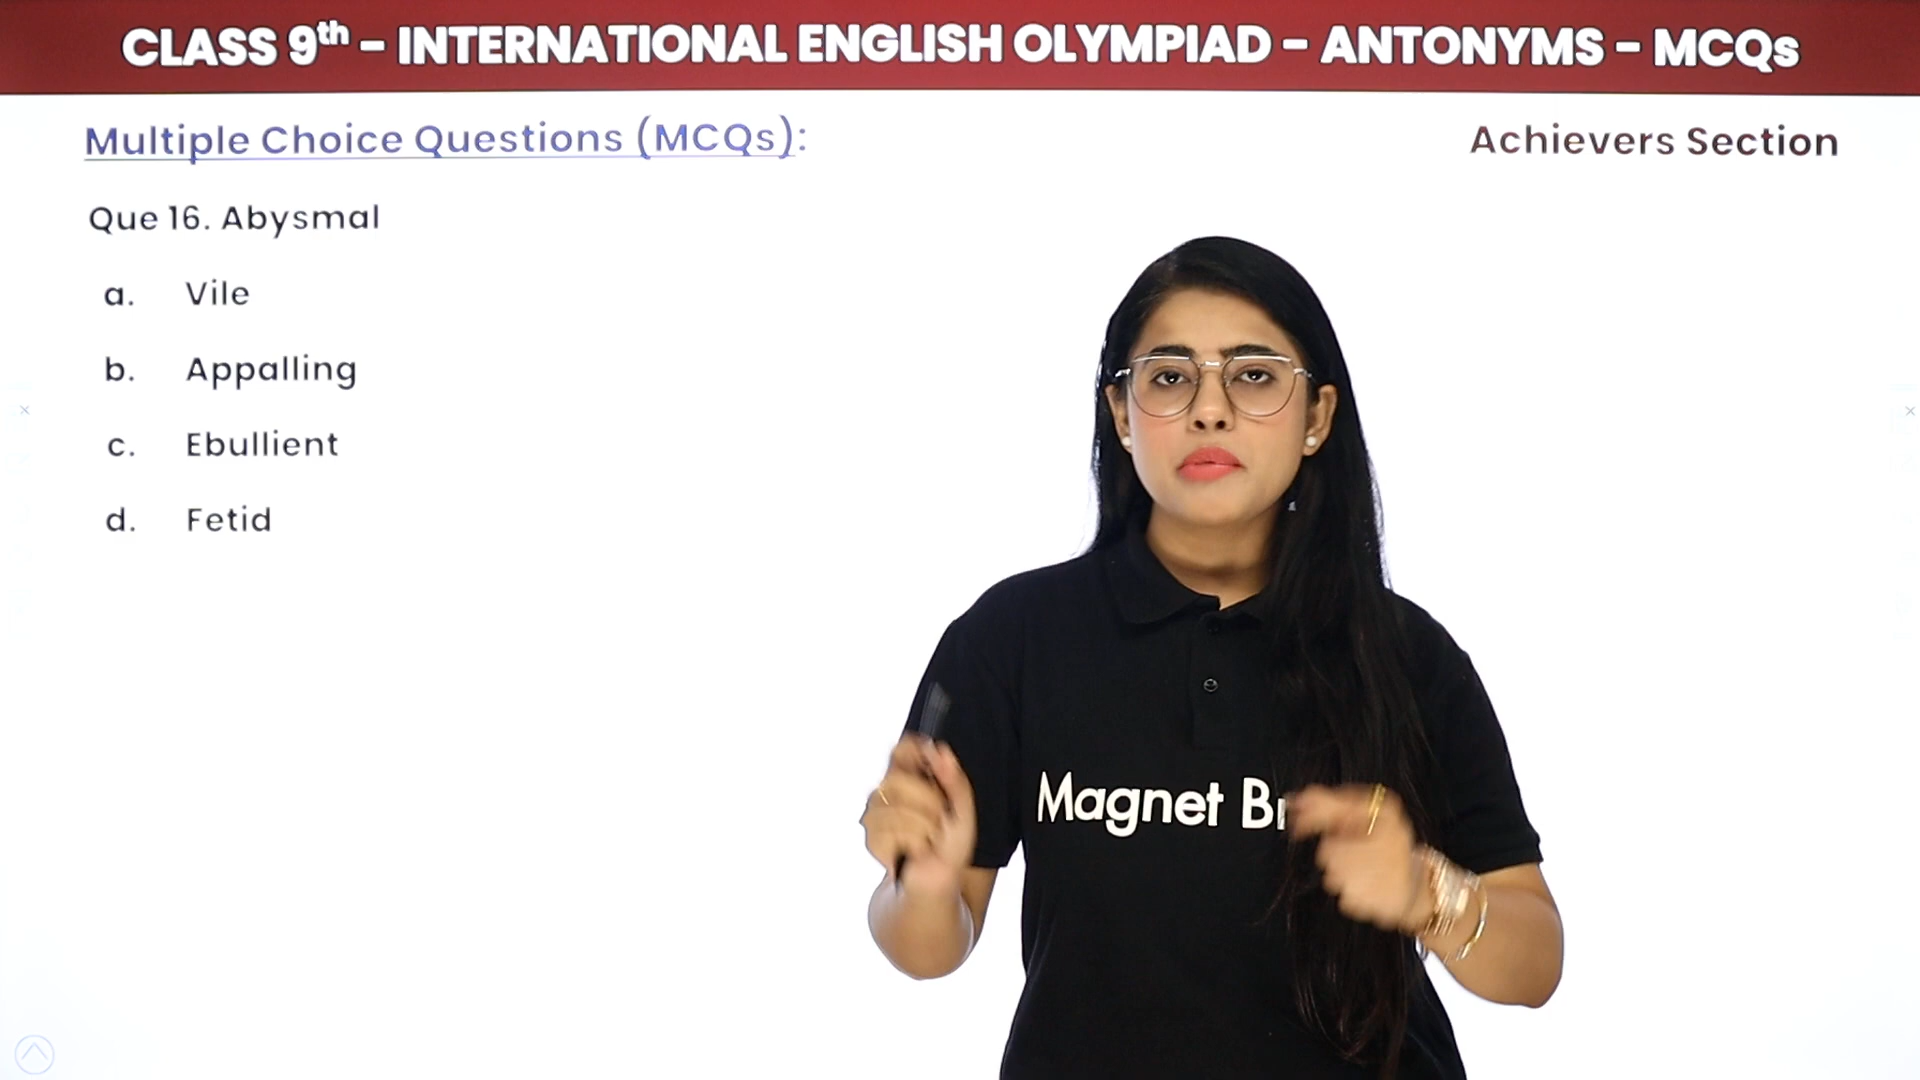 CLASS 9th – INTERNATIONAL ENGLISH OLYMPIAD – ANTONYMS – MCQs
Multiple Choice Questions (MCQs):
Achievers Section
Que 16. Abysmal
a. Vile
b. Appalling
c. Ebullient
d. Fetid
Magnet